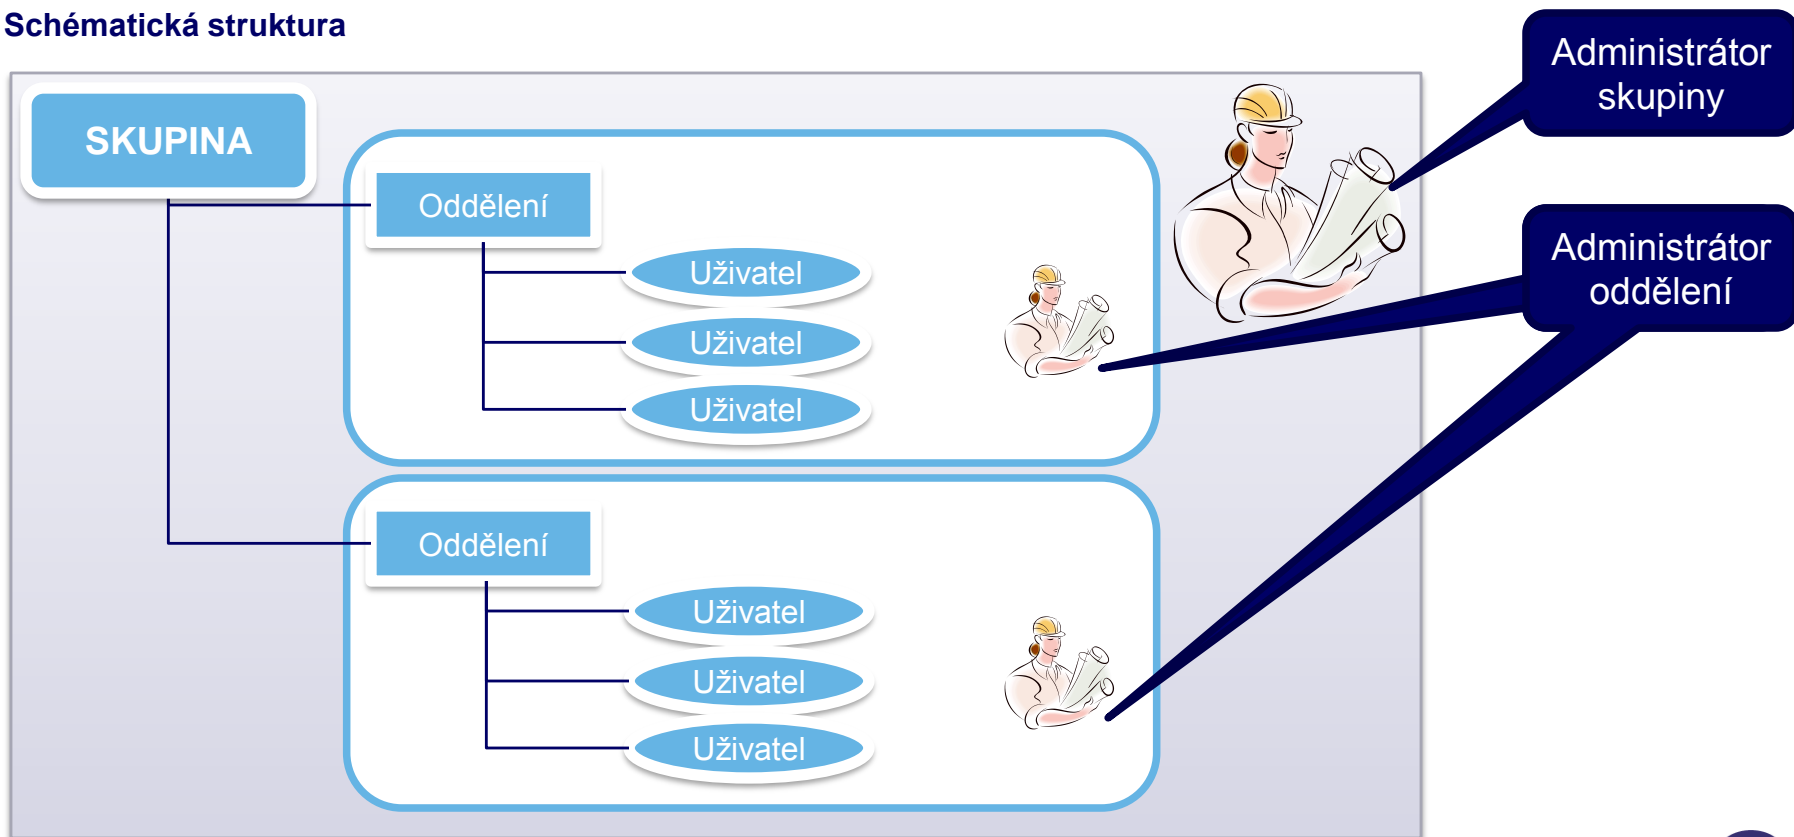 Schématická struktura
SKUPINA
Oddělení
Uživatel
Uživatel
Uživatel
Oddělení
Uživatel
Uživatel
Uživatel
Administrátor
skupiny
Administrátor
oddělení